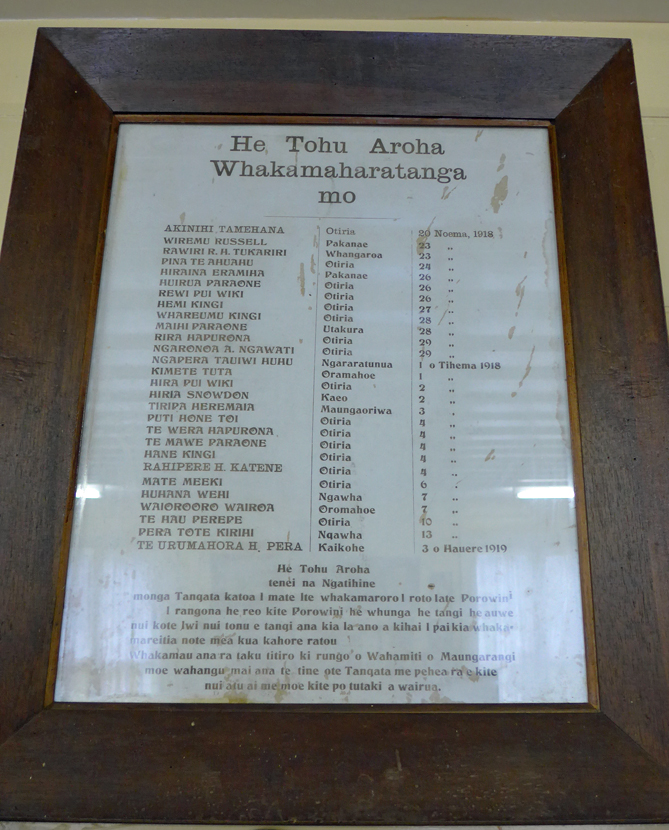 He Tohu Aroha
Whakamaharatanga
mo
AKINIHI TAMEHANA Otiria 20 Noema, 1918
WIREMU RUSSELL Pakanae 23 „
RAWIRI R. H. TUKARIRI Whangaroa 23 „
PINA TE AHUAHU Otiria 24 „
HIRAINA ERAMIHA Pakanae 26 „
HUIRUA PARAONE Otiria 26 „
REWI PUI WIKI Otiria 26 „
HEMI KINGI Otiria 27 „
WHAREUMU KINGI Otiria 28 „
MAIHI PARAONE Utakura 28 „
RIRA HAPURONA Otiria 29 „
NGARONOA A. NGAWATI Otiria 29 „
NGAPERA TAUIWI HUHU Ngararatunua 1 o Tihema 1918
KIMETE TUTA Oramahoe 1 „
HIRA PUI WIKI Otiria 2 „
HIRIA SNOWDON Kaeo 2 „
TIRIPA HEREMAIA Maungaoriwa 3 „
PUTI HONE TOI Otiria 4 „
TE WERA HAPURONA Otiria 4 „
TE MAWE PARAONE Otiria 4 „
HANE KINGI Otiria 4 „
RAHIPERE H. KATENE Otiria 4 „
MATE MEEKI Otiria 6 „
HUHANA WEHI Ngawha 7 „
WAIOROORO WAIROA Oromahoe 7 „
TE HAU PEREPE Otiria 10 „
PERA TOTE KIRIHI Ngawha 13 „
TE URUMAHORA H. PERA Kaikohe 3 o Hanere 1919
He Tohu Aroha
tenei na Ngatihine
monga Tangata katoa I mate Ite whakamaroro I roto late Porowini
I rangona he reo kite Porowini he whunga he tangi he auwe
nui kote Iwi nui tonu e tangi ana kia la ano a kihai I paikia whaka-
mareitia note mea kua kahore ratou
Whakamau ana ra taku titiro ki rungo o Wahamiti o Maungarangi
moe wahangu mai ana te tine ote Tangata me pehea ra e kite
nui atu ai me moe kite po tutaki a wairua.